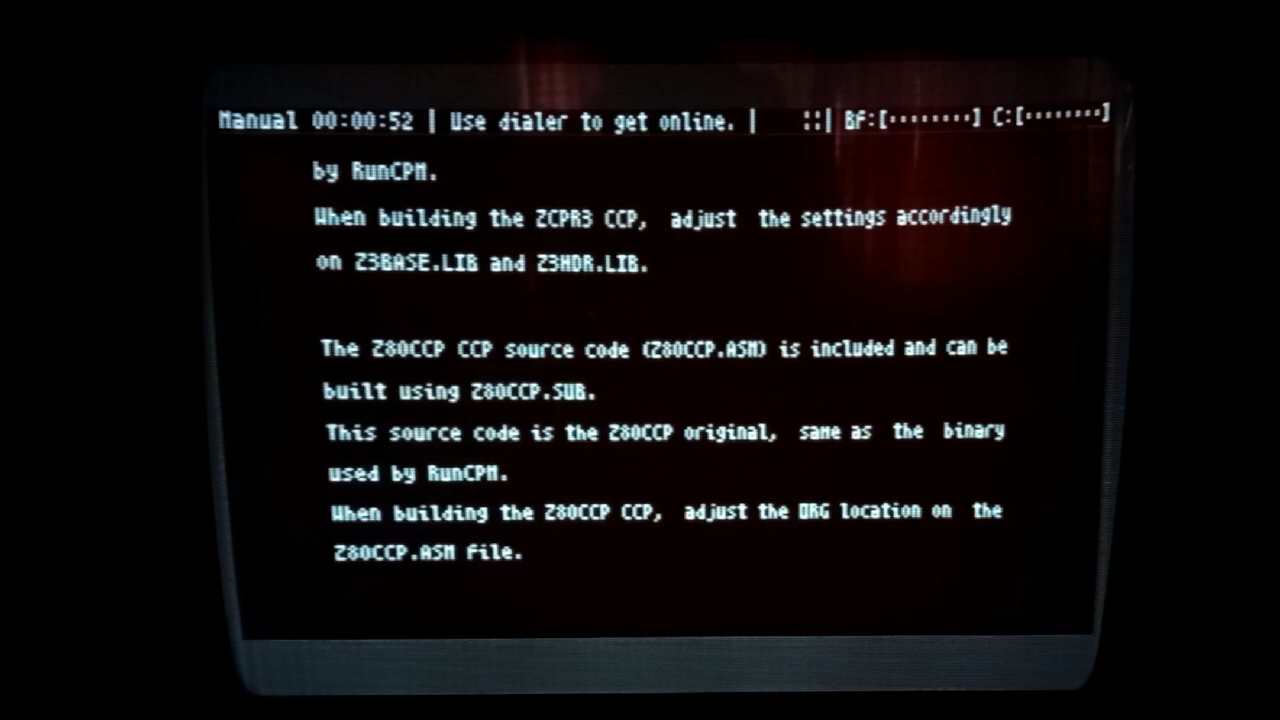 Manual 00:00:52 | Use dialer to get online. |    ::| BF:[........] C:[........]
by RunCPM.
When building the ZCPR3 CCP,  adjust  the settings accordingly
on Z3BASE.LIB and Z3HDR.LIB.
The Z80CCP CCP source code (Z80CCP.ASM) is included and can be
built using Z80CCP.SUB.
This source code is the Z80CCP original,  same as  the  binary
used by RunCPM.
When building the Z80CCP CCP,  adjust the ORG location on  the
Z80CCP.ASM file.